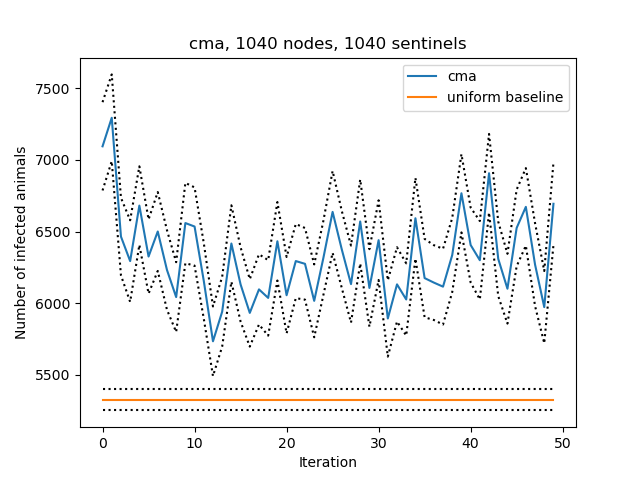 cma, 1040 nodes, 1040 sentinels
cma
uniform baseline
7500
7000
6500
6000
5500
Number of infected animals
0 10 20 30 40 50
Iteration